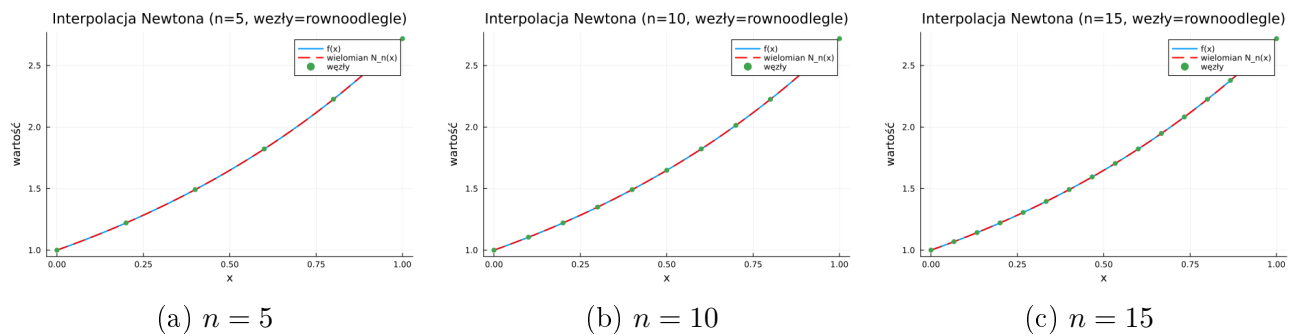 Interpolacja Newtona (n=5, wezły=rownoodlegle)
f(x)
wielomian N_n(x)
węzły
wartość
2.5
2.0
1.5
1.0
0.00
0.25
0.50
0.75
1.00
x
(a) n = 5
Interpolacja Newtona (n=10, wezły=rownoodlegle)
f(x)
wielomian N_n(x)
węzły
wartość
2.5
2.0
1.5
1.0
0.00
0.25
0.50
0.75
1.00
x
(b) n = 10
Interpolacja Newtona (n=15, wezły=rownoodlegle)
f(x)
wielomian N_n(x)
węzły
wartość
2.5
2.0
1.5
1.0
0.00
0.25
0.50
0.75
1.00
x
(c) n = 15